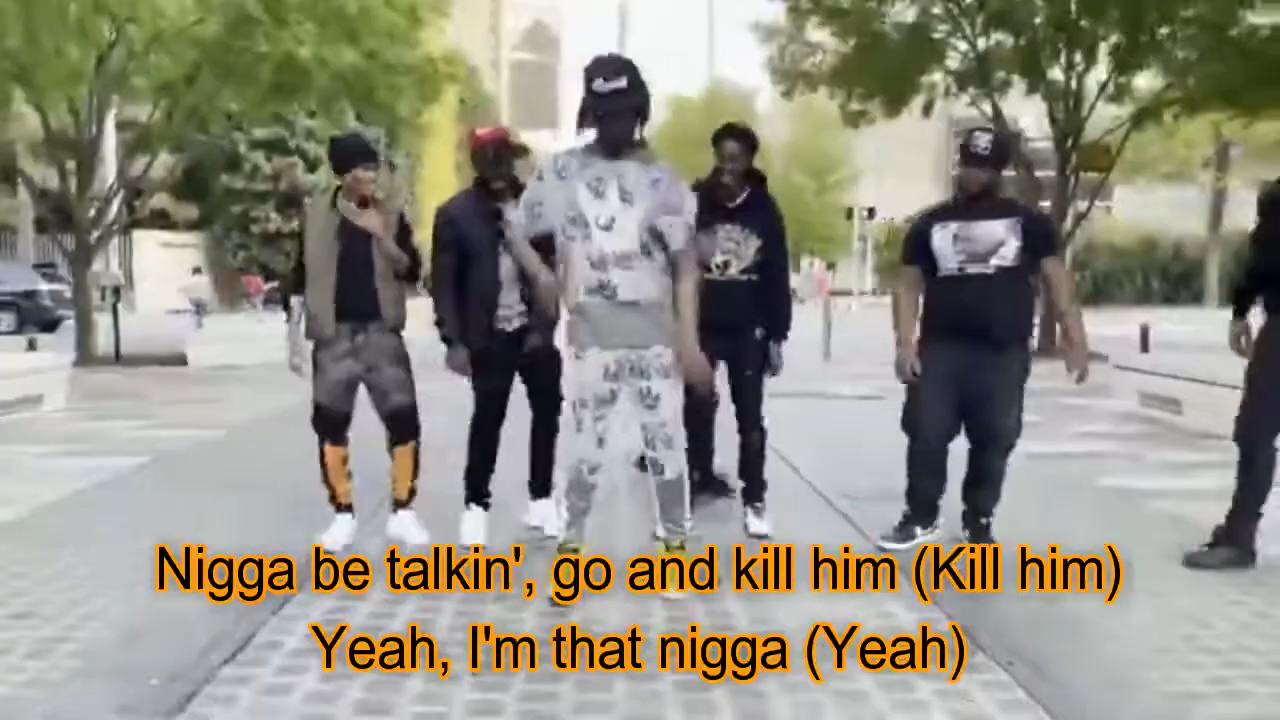 Nigga be talkin', go and kill him (Kill him)
Yeah, I'm that nigga (Yeah)